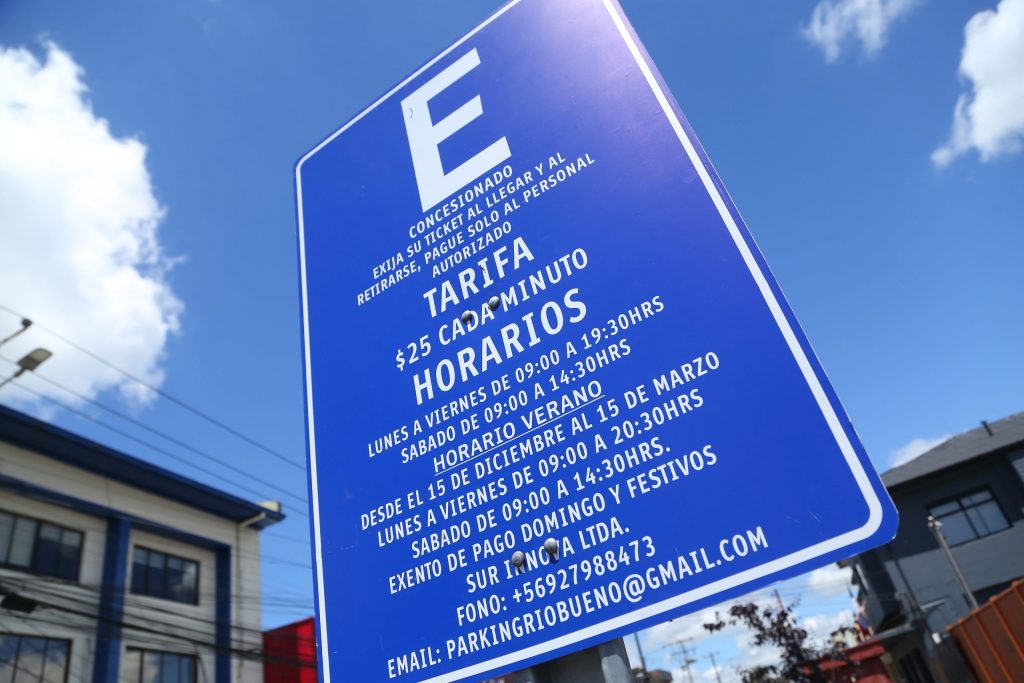 E
CONCESIONADO
EXIJA SU TICKET AL LLEGAR Y AL
RETIRARSE, PAGUE SOLO AL PERSONAL
AUTORIZADO
TARIFA
$25 CADA MINUTO
HORARIOS
LUNES A VIERNES DE 09:00 A 19:30HRS
SABADO DE 09:00 A 14:30HRS
HORARIO VERANO
DESDE EL 15 DE DICIEMBRE AL 15 DE MARZO
LUNES A VIERNES DE 09:00 A 20:30HRS
SABADO DE 09:00 A 14:30HRS.
EXENTO DE PAGO DOMINGO Y FESTIVOS
SUR INNOVA LTDA.
FONO: +56927988473
EMAIL: PARKINGRIOBUENO@GMAIL.COM